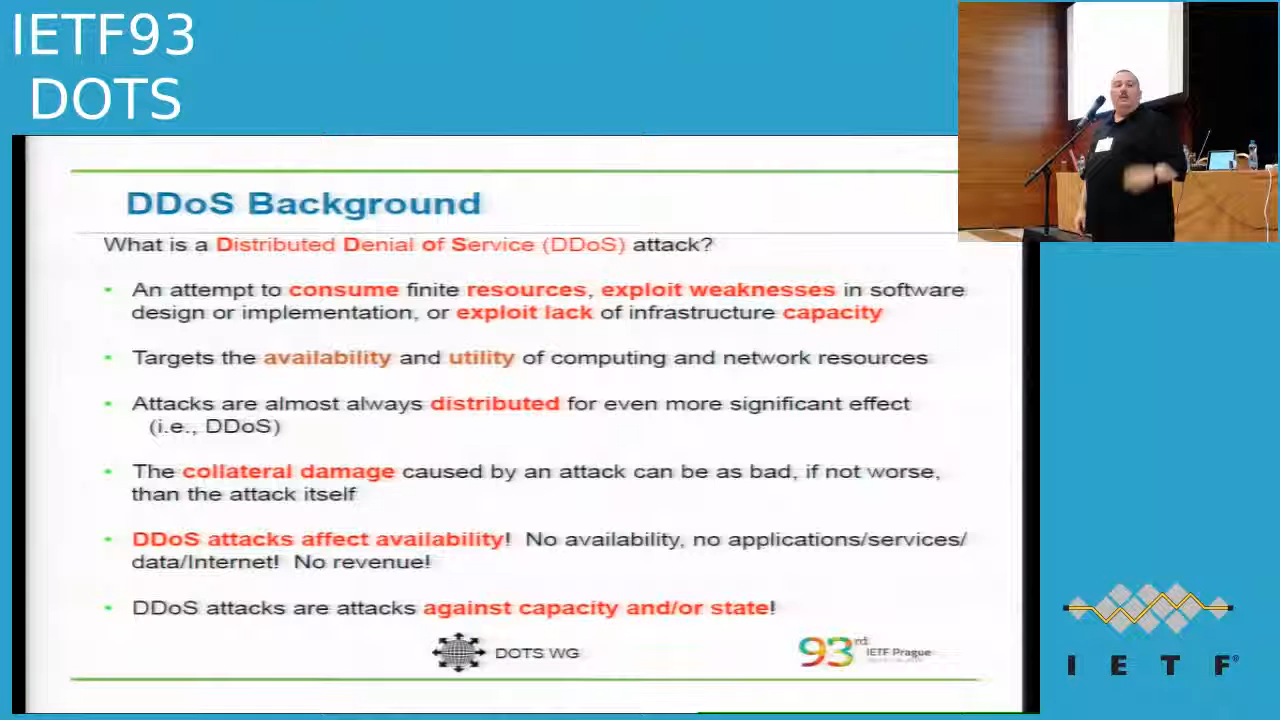 IETF93
DOTS
DDoS Background
What is a Distributed Denial of Service (DDoS) attack?
• An attempt to consume finite resources, exploit weaknesses in software
design or implementation, or exploit lack of infrastructure capacity
• Targets the availability and utility of computing and network resources
• Attacks are almost always distributed for even more significant effect
(i.e., DDoS)
• The collateral damage caused by an attack can be as bad, if not worse,
than the attack itself
• DDoS attacks affect availability! No availability, no applications/services/
data/Internet! No revenue!
• DDoS attacks are attacks against capacity and/or state!
DOTS WG
93rd
IETF Prague
I E T F®